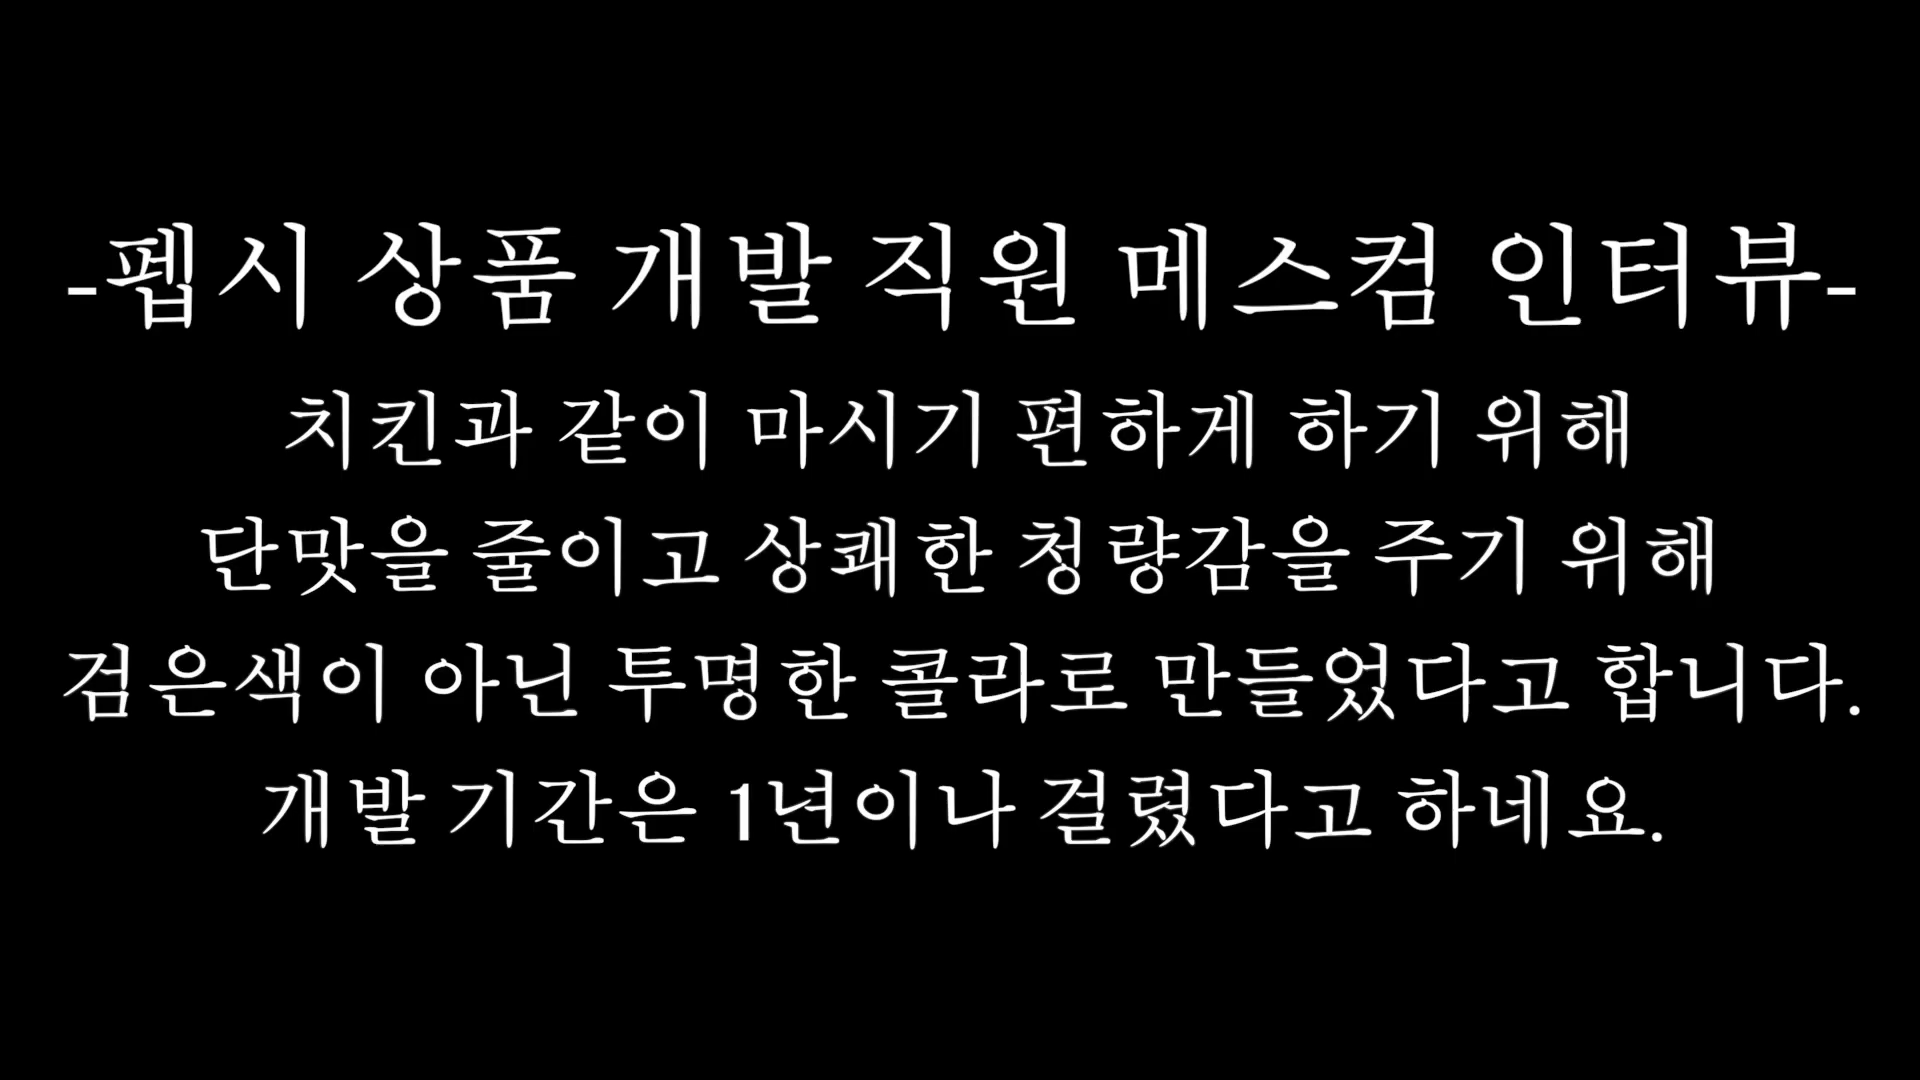 -펩시 상품 개발 직원 메스컴 인터뷰-
치킨과 같이 마시기 편하게 하기 위해
단맛을 줄이고 상쾌한 청량감을 주기 위해
검은색이 아닌 투명한 콜라로 만들었다고 합니다.
개발 기간은 1년이나 걸렸다고 하네요.